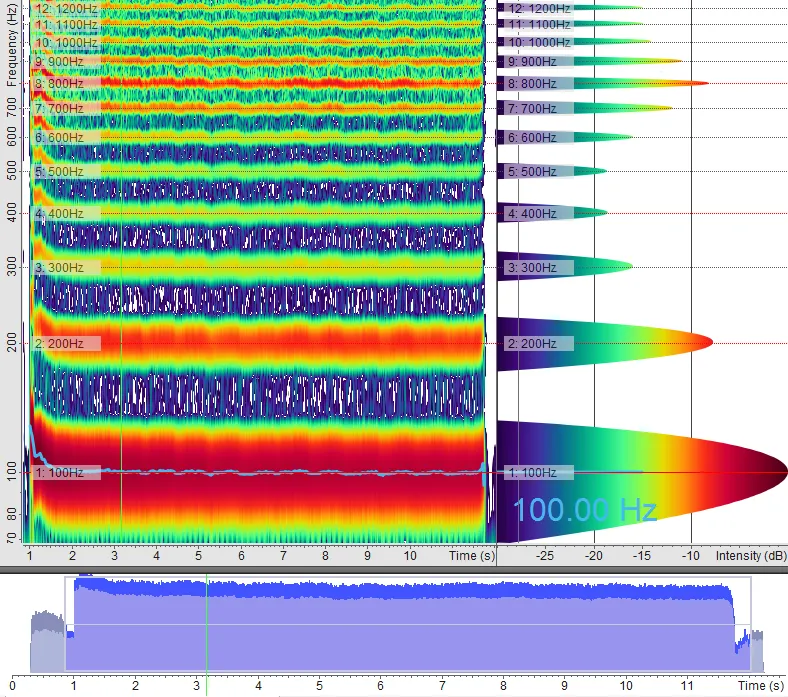 Frequency (Hz)
12: 1200Hz
12: 1200Hz
11: 1100Hz
11: 1100Hz
10: 1000Hz
10: 1000Hz
9: 900Hz
9: 900Hz
8: 800Hz
8: 800Hz
700
7: 700Hz
7: 700Hz
600
6: 600Hz
6: 600Hz
500
5: 500Hz
5: 500Hz
400
4: 400Hz
4: 400Hz
300
3: 300Hz
3: 300Hz
200
2: 200Hz
2: 200Hz
100
1: 100Hz
1: 100Hz
80
100.00 Hz
70
1 2 3 4 5 6 7 8 9 10 Time (s)
-25 -20 -15 -10 Intensity (dB)
0 1 2 3 4 5 6 7 8 9 10 11 Time (s)